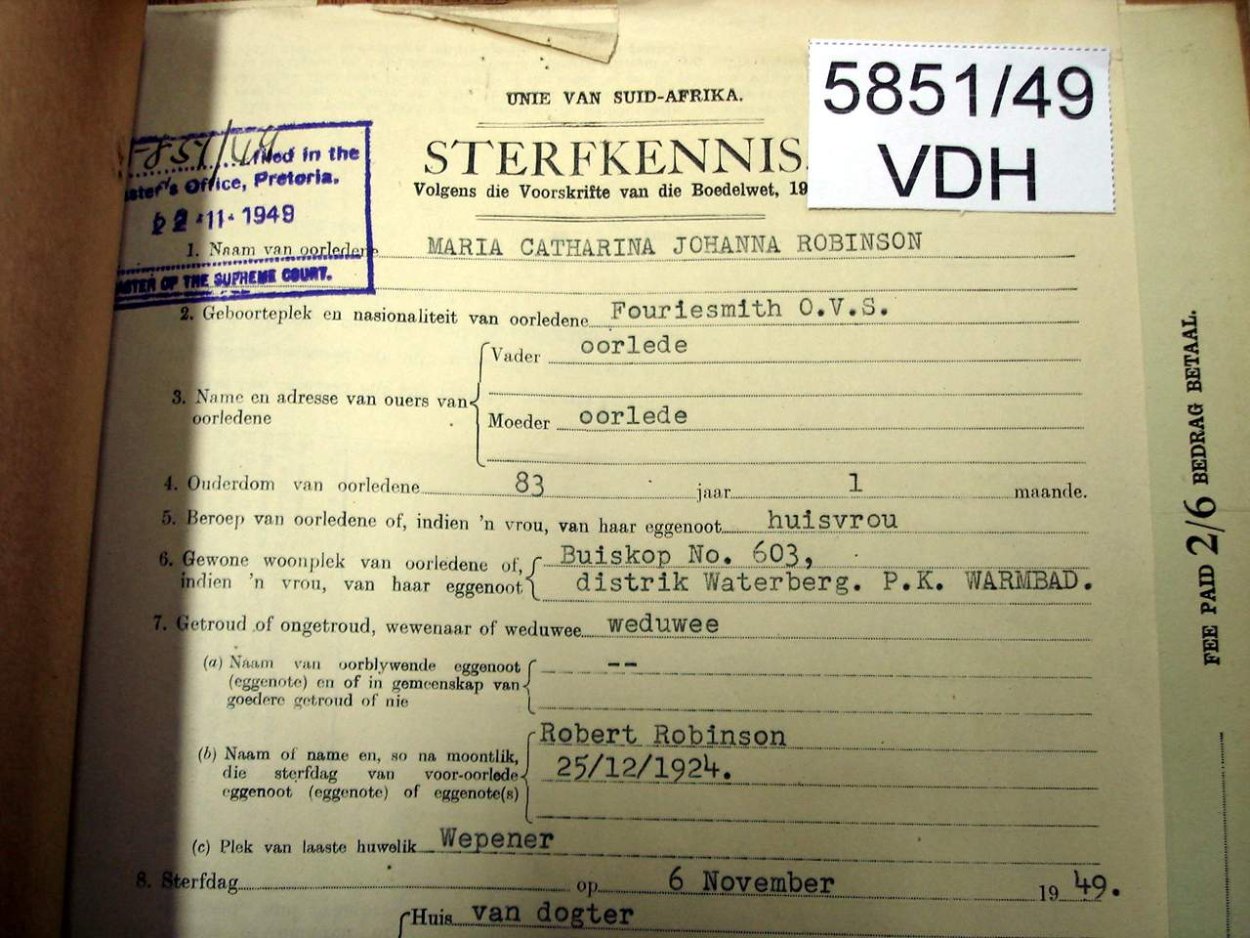 5851/49
VDH
UNIE VAN SUID-AFRIKA.
STERFKENNIS
Volgens die Voorskrifte van die Boedelwet, 19
851/49 filed in the
Office, Pretoria.
22 · 11 · 1949
OF THE SUPREME COURT.
1. Naam van oorledene MARIA CATHARINA JOHANNA ROBINSON
2. Geboorteplek en nasionaliteit van oorledene Fouriesmith O.V.S.
Vader oorlede
3. Name en adresse van ouers van
oorledene
Moeder oorlede
4. Ouderdom van oorledene 83 jaar 1 maande.
5. Beroep van oorledene of, indien 'n vrou, van haar eggenoot huisvrou
6. Gewone woonplek van oorledene of, Buiskop No. 603,
indien 'n vrou, van haar eggenoot distrik Waterberg. P.K. WARMBAD.
7. Getroud of ongetroud, wewenaar of weduwee weduwee
(a) Naam van oorblywende eggenoot --
(eggenote) en of in gemeenskap van
goedere getroud of nie
Robert Robinson
(b) Naam of name en, so na moontlik,
die sterfdag van voor-oorlede 25/12/1924.
eggenoot (eggenote) of eggenote(s)
(c) Plek van laaste huwelik Wepener
8. Sterfdag op 6 November 19 49.
Huis van dogter
FEE PAID 2/6 BEDRAG BETAAL.